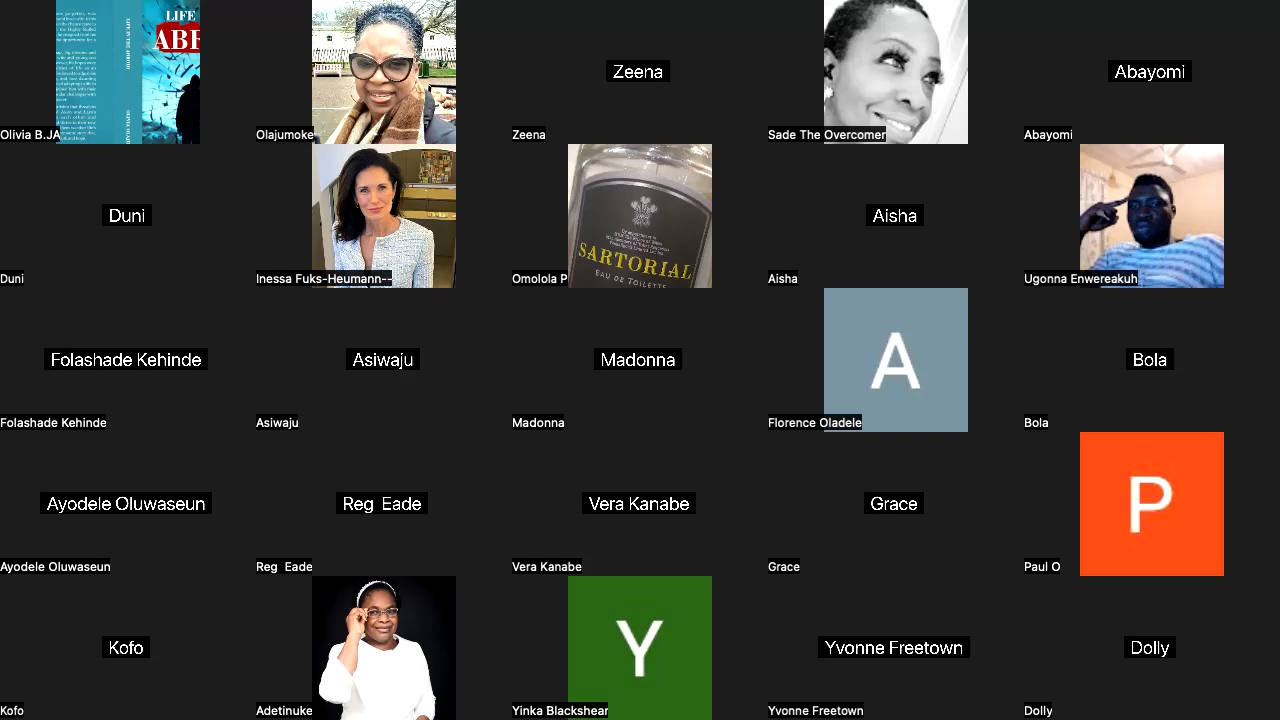 LIFE
ABR
Zeena
Abayomi
Olivia B.JA
Olajumoke
Zeena
Sade The Overcomer
Abayomi
Duni
SARTORIAL
EAU DE TOILETTE
Aisha
Duni
Inessa Fuks-Heumann--
Omolola P
Aisha
Ugonna Enwereakuh
Folashade Kehinde
Asiwaju
Madonna
A
Bola
Folashade Kehinde
Asiwaju
Madonna
Florence Oladele
Bola
Ayodele Oluwaseun
Reg Eade
Vera Kanabe
Grace
P
Ayodele Oluwaseun
Reg Eade
Vera Kanabe
Grace
Paul O
Kofo
Y
Yvonne Freetown
Dolly
Kofo
Adetinuke
Yinka Blackshear
Yvonne Freetown
Dolly